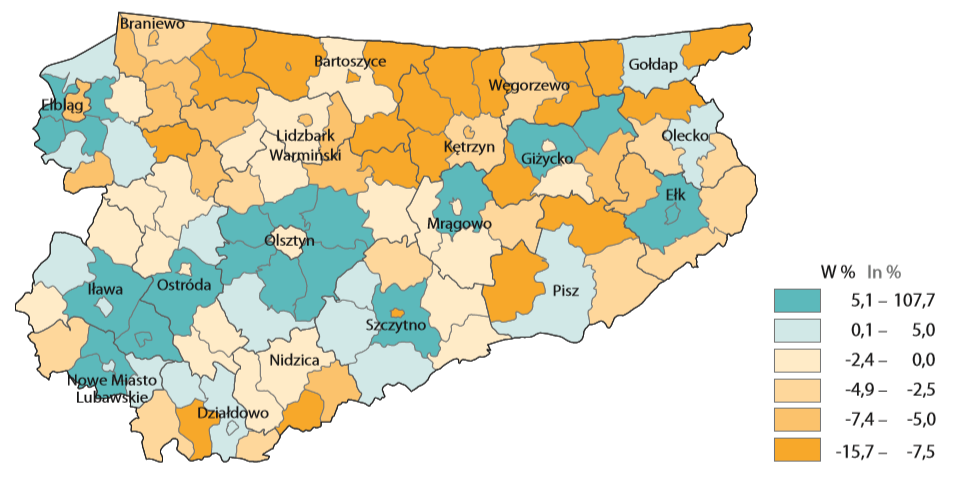 Braniewo
Bartoszyce
Gołdap
Węgorzewo
Elbląg
Lidzbark
Warmiński
Olecko
Kętrzyn
Giżycko
Ełk
Mrągowo
Olsztyn
Iława
Ostróda
Pisz
Szczytno
Nidzica
Nowe Miasto
Lubawskie
Działdowo
W % In %
5,1 – 107,7
0,1 – 5,0
-2,4 – 0,0
-4,9 – -2,5
-7,4 – -5,0
-15,7 – -7,5